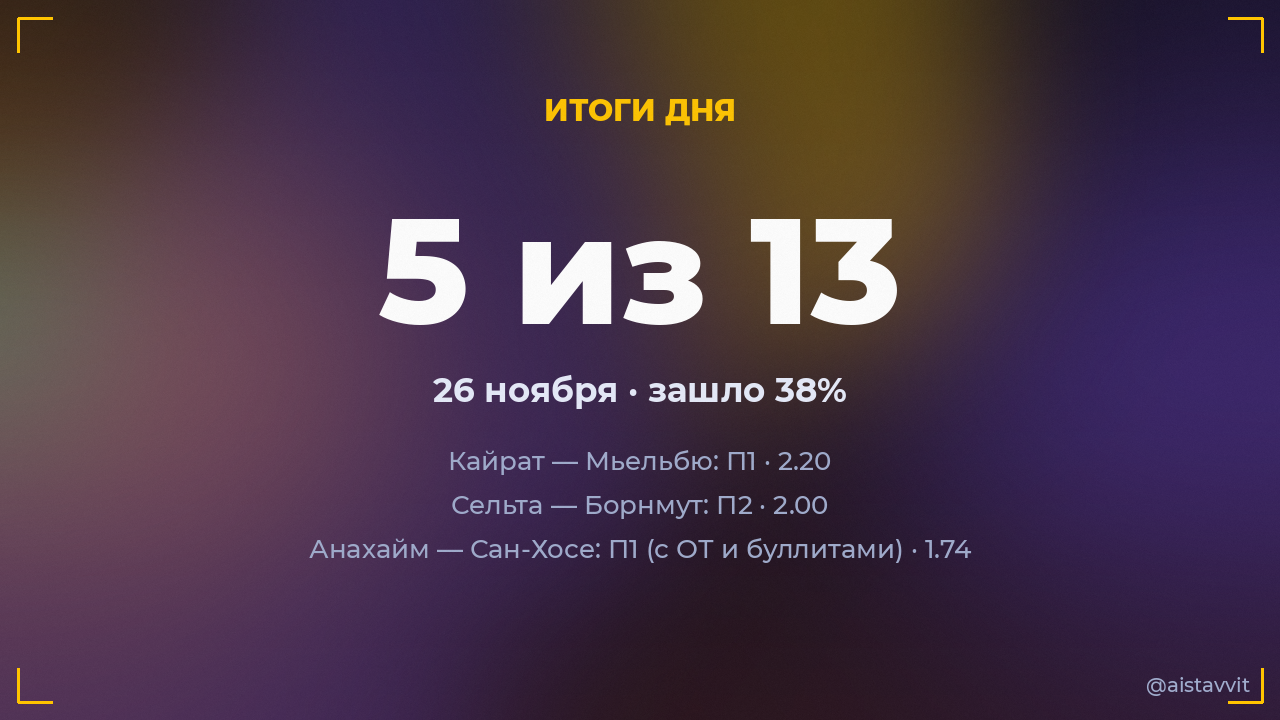 ИТОГИ ДНЯ
5 из 13
26 ноября · зашло 38%
Кайрат — Мьельбю: П1 · 2.20
Сельта — Борнмут: П2 · 2.00
Анахайм — Сан-Хосе: П1 (с ОТ и буллитами) · 1.74
@aistavvit